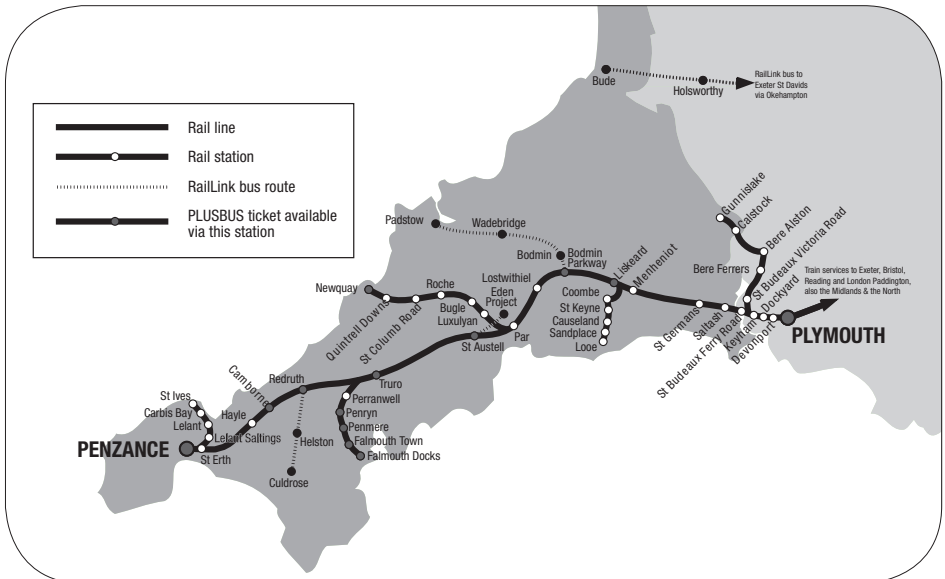 Bude
Holsworthy
RailLink bus to
Exeter St Davids
via Okehampton
Rail line
Rail station
RailLink bus route
PLUSBUS ticket available
via this station
Gunnislake
Calstock
Bere Alston
Bere Ferrers
St Budeaux Victoria Road
Dockyard
Train services to Exeter, Bristol,
Reading and London Paddington,
also the Midlands & the North
PLYMOUTH
Padstow
Wadebridge
Bodmin
Bodmin
Parkway
Liskeard
Menheniot
Lostwithiel
Coombe
St Keyne
Causeland
Sandplace
Looe
St Germans
Saltash
St Budeaux Ferry Road
Keyham
Devonport
Newquay
Quintrell Downs
St Columb Road
Roche
Bugle
Luxulyan
Eden
Project
Par
St Austell
Truro
Perranwell
Penryn
Penmere
Falmouth Town
Falmouth Docks
Redruth
Camborne
Helston
Culdrose
Hayle
St Ives
Carbis Bay
Lelant
Lelant Saltings
St Erth
PENZANCE